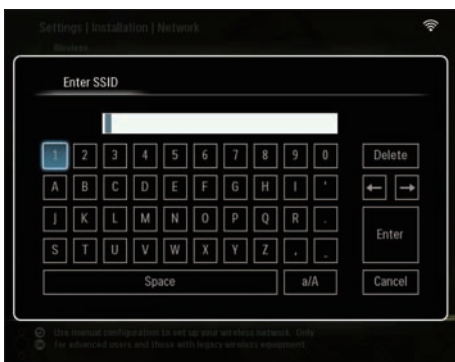 Settings | Installation | Network
Wireless
Enter SSID
1 2 3 4 5 6 7 8 9 0 Delete
A B C D E F G H I ' ← →
J K L M N O P Q R - Enter
S T U V W X Y Z . _
Space a/A Cancel
Use manual configuration to set up your wireless network. Only
for advanced users and those with legacy wireless equipment.